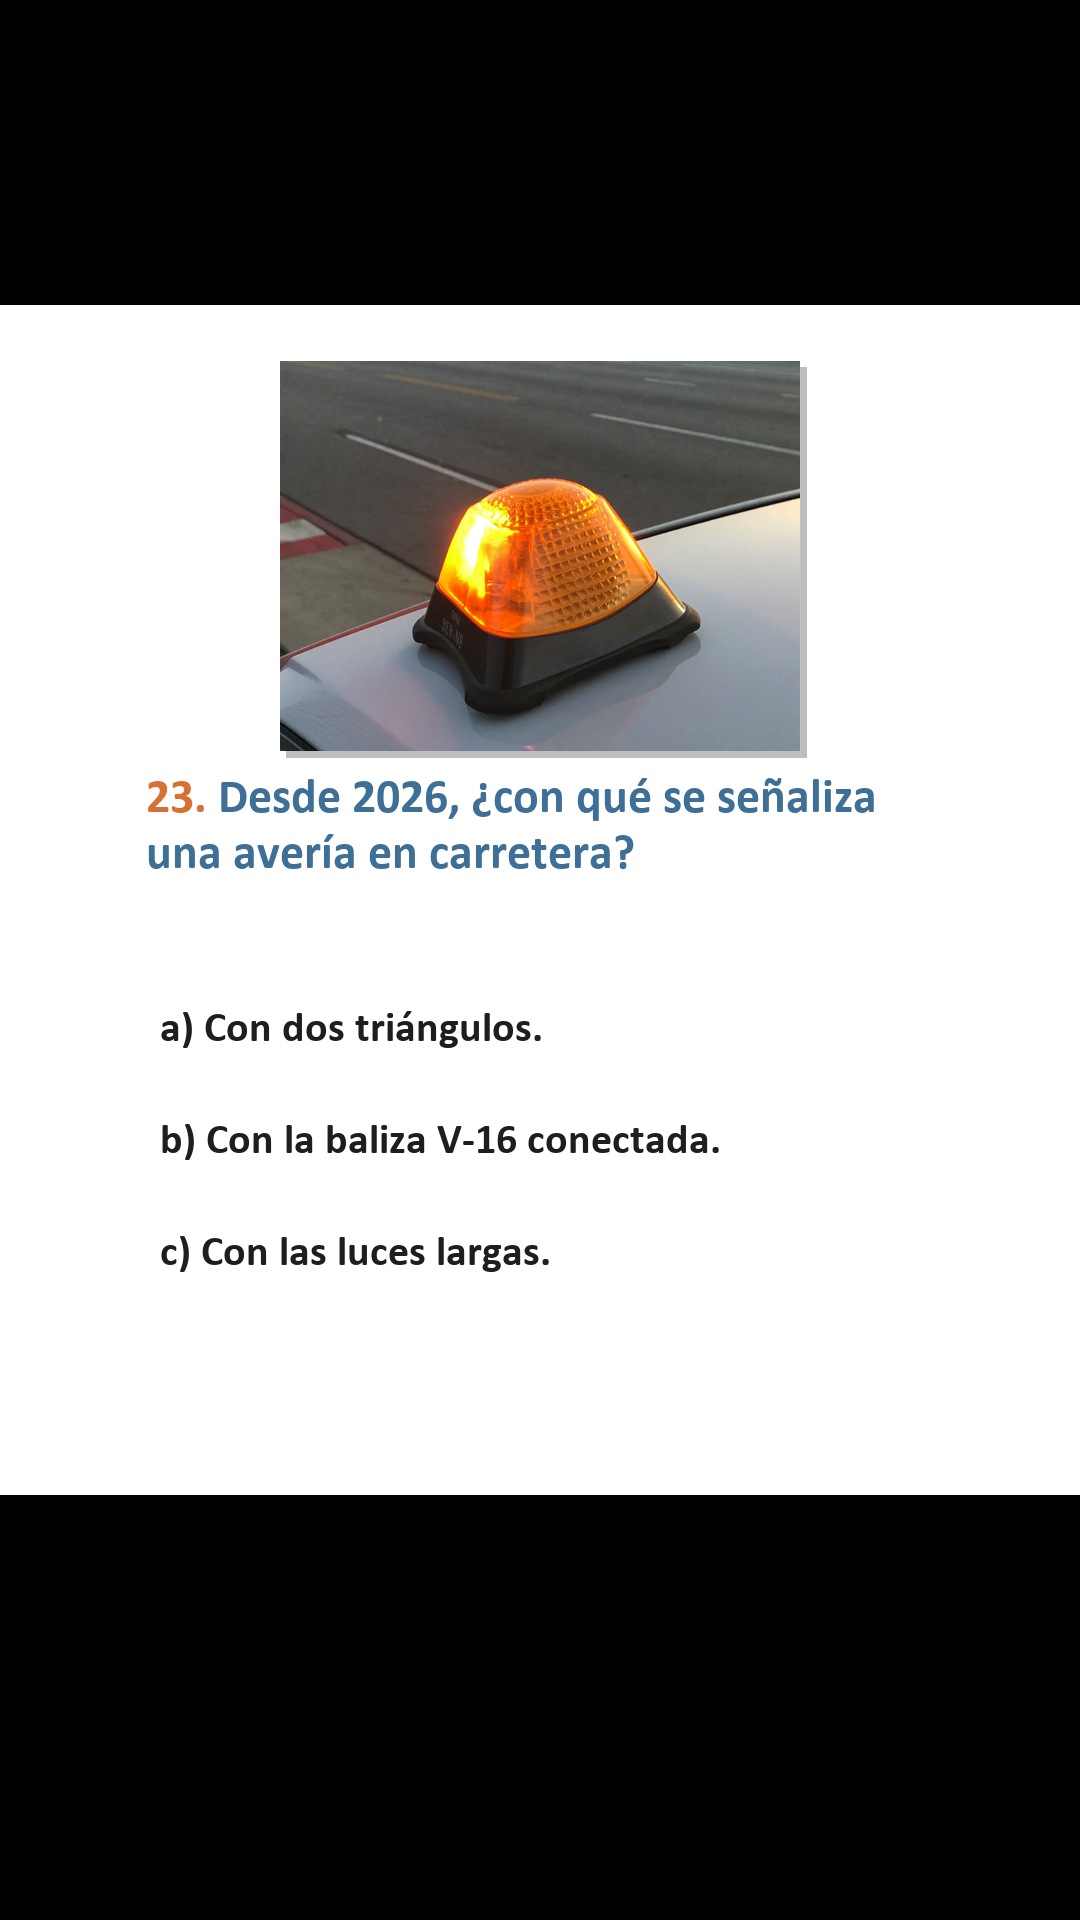 23. Desde 2026, ¿con qué se señaliza
una avería en carretera?
a) Con dos triángulos.
b) Con la baliza V-16 conectada.
c) Con las luces largas.